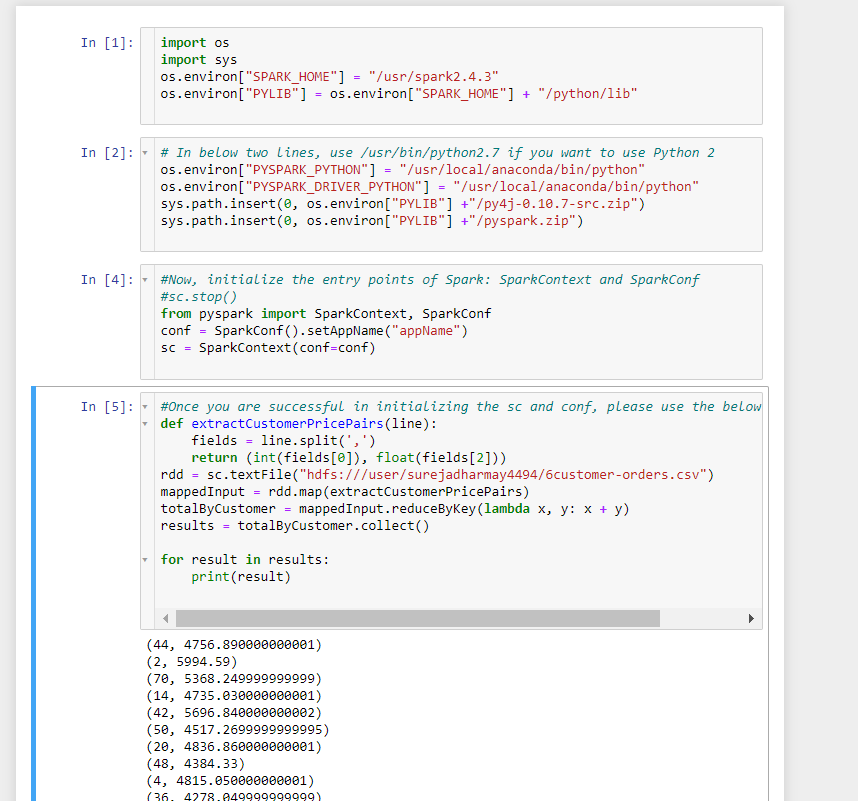 In [1]:
import os
import sys
os.environ["SPARK_HOME"] = "/usr/spark2.4.3"
os.environ["PYLIB"] = os.environ["SPARK_HOME"] + "/python/lib"
In [2]:
# In below two lines, use /usr/bin/python2.7 if you want to use Python 2
os.environ["PYSPARK_PYTHON"] = "/usr/local/anaconda/bin/python"
os.environ["PYSPARK_DRIVER_PYTHON"] = "/usr/local/anaconda/bin/python"
sys.path.insert(0, os.environ["PYLIB"] +"/py4j-0.10.7-src.zip")
sys.path.insert(0, os.environ["PYLIB"] +"/pyspark.zip")
In [4]:
#Now, initialize the entry points of Spark: SparkContext and SparkConf
#sc.stop()
from pyspark import SparkContext, SparkConf
conf = SparkConf().setAppName("appName")
sc = SparkContext(conf=conf)
In [5]:
#Once you are successful in initializing the sc and conf, please use the below
def extractCustomerPricePairs(line):
    fields = line.split(',')
    return (int(fields[0]), float(fields[2]))
rdd = sc.textFile("hdfs:///user/surejadharmay4494/6customer-orders.csv")
mappedInput = rdd.map(extractCustomerPricePairs)
totalByCustomer = mappedInput.reduceByKey(lambda x, y: x + y)
results = totalByCustomer.collect()
for result in results:
    print(result)
(44, 4756.890000000001)
(2, 5994.59)
(70, 5368.249999999999)
(14, 4735.030000000001)
(42, 5696.840000000002)
(50, 4517.2699999999995)
(20, 4836.860000000001)
(48, 4384.33)
(4, 4815.050000000001)
(36, 4278.049999999999)